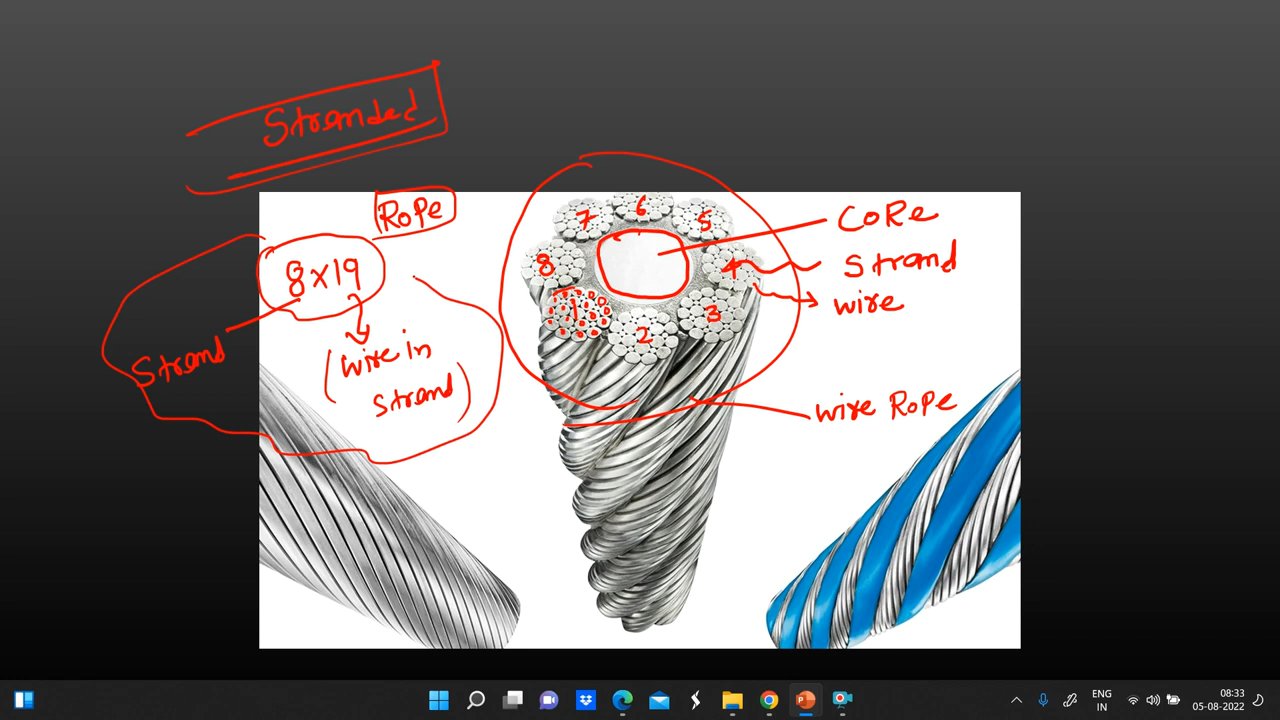 Stranded
RoPe
8x19
Strand
(wire in
strand)
7
6
5
8
1
2
3
CoRe
Strand
wire
wire RoPe
ENG
IN
08:33
05-08-2022